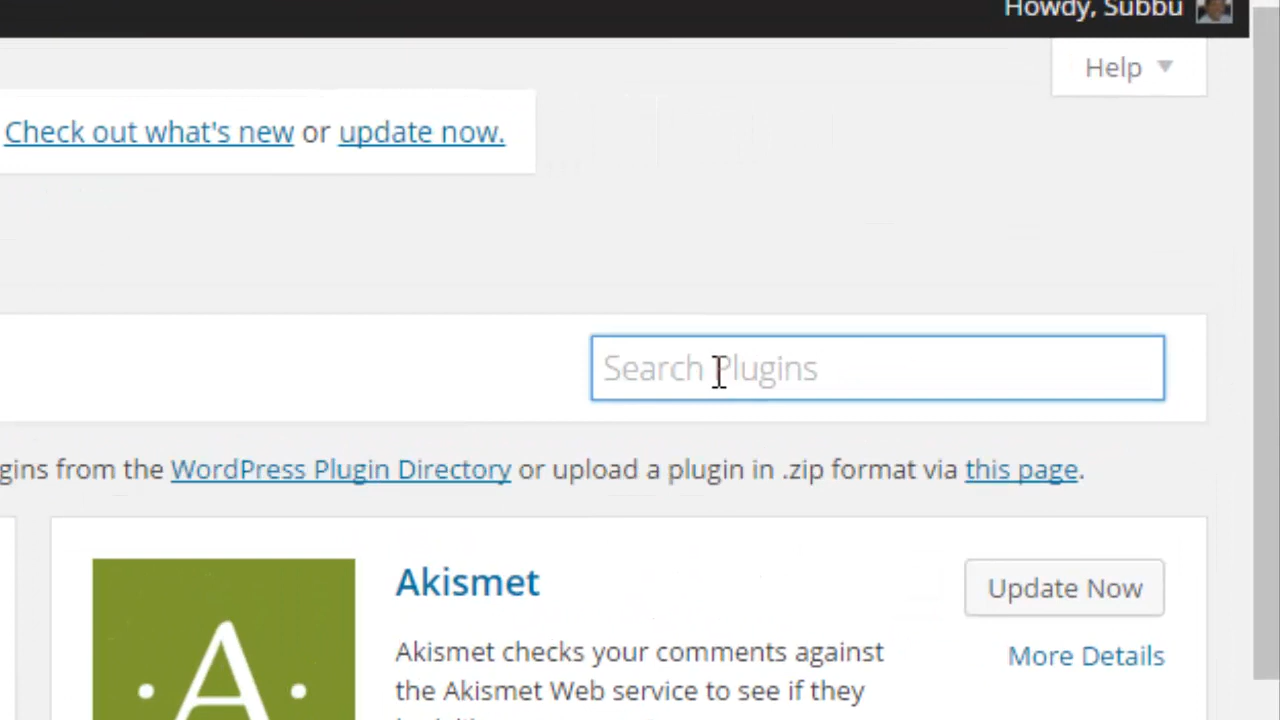 Howdy, Subbu
Help
Check out what's new or update now.
Search Plugins
gins from the WordPress Plugin Directory or upload a plugin in .zip format via this page.
A
Akismet
Update Now
Akismet checks your comments against
More Details
the Akismet Web service to see if they